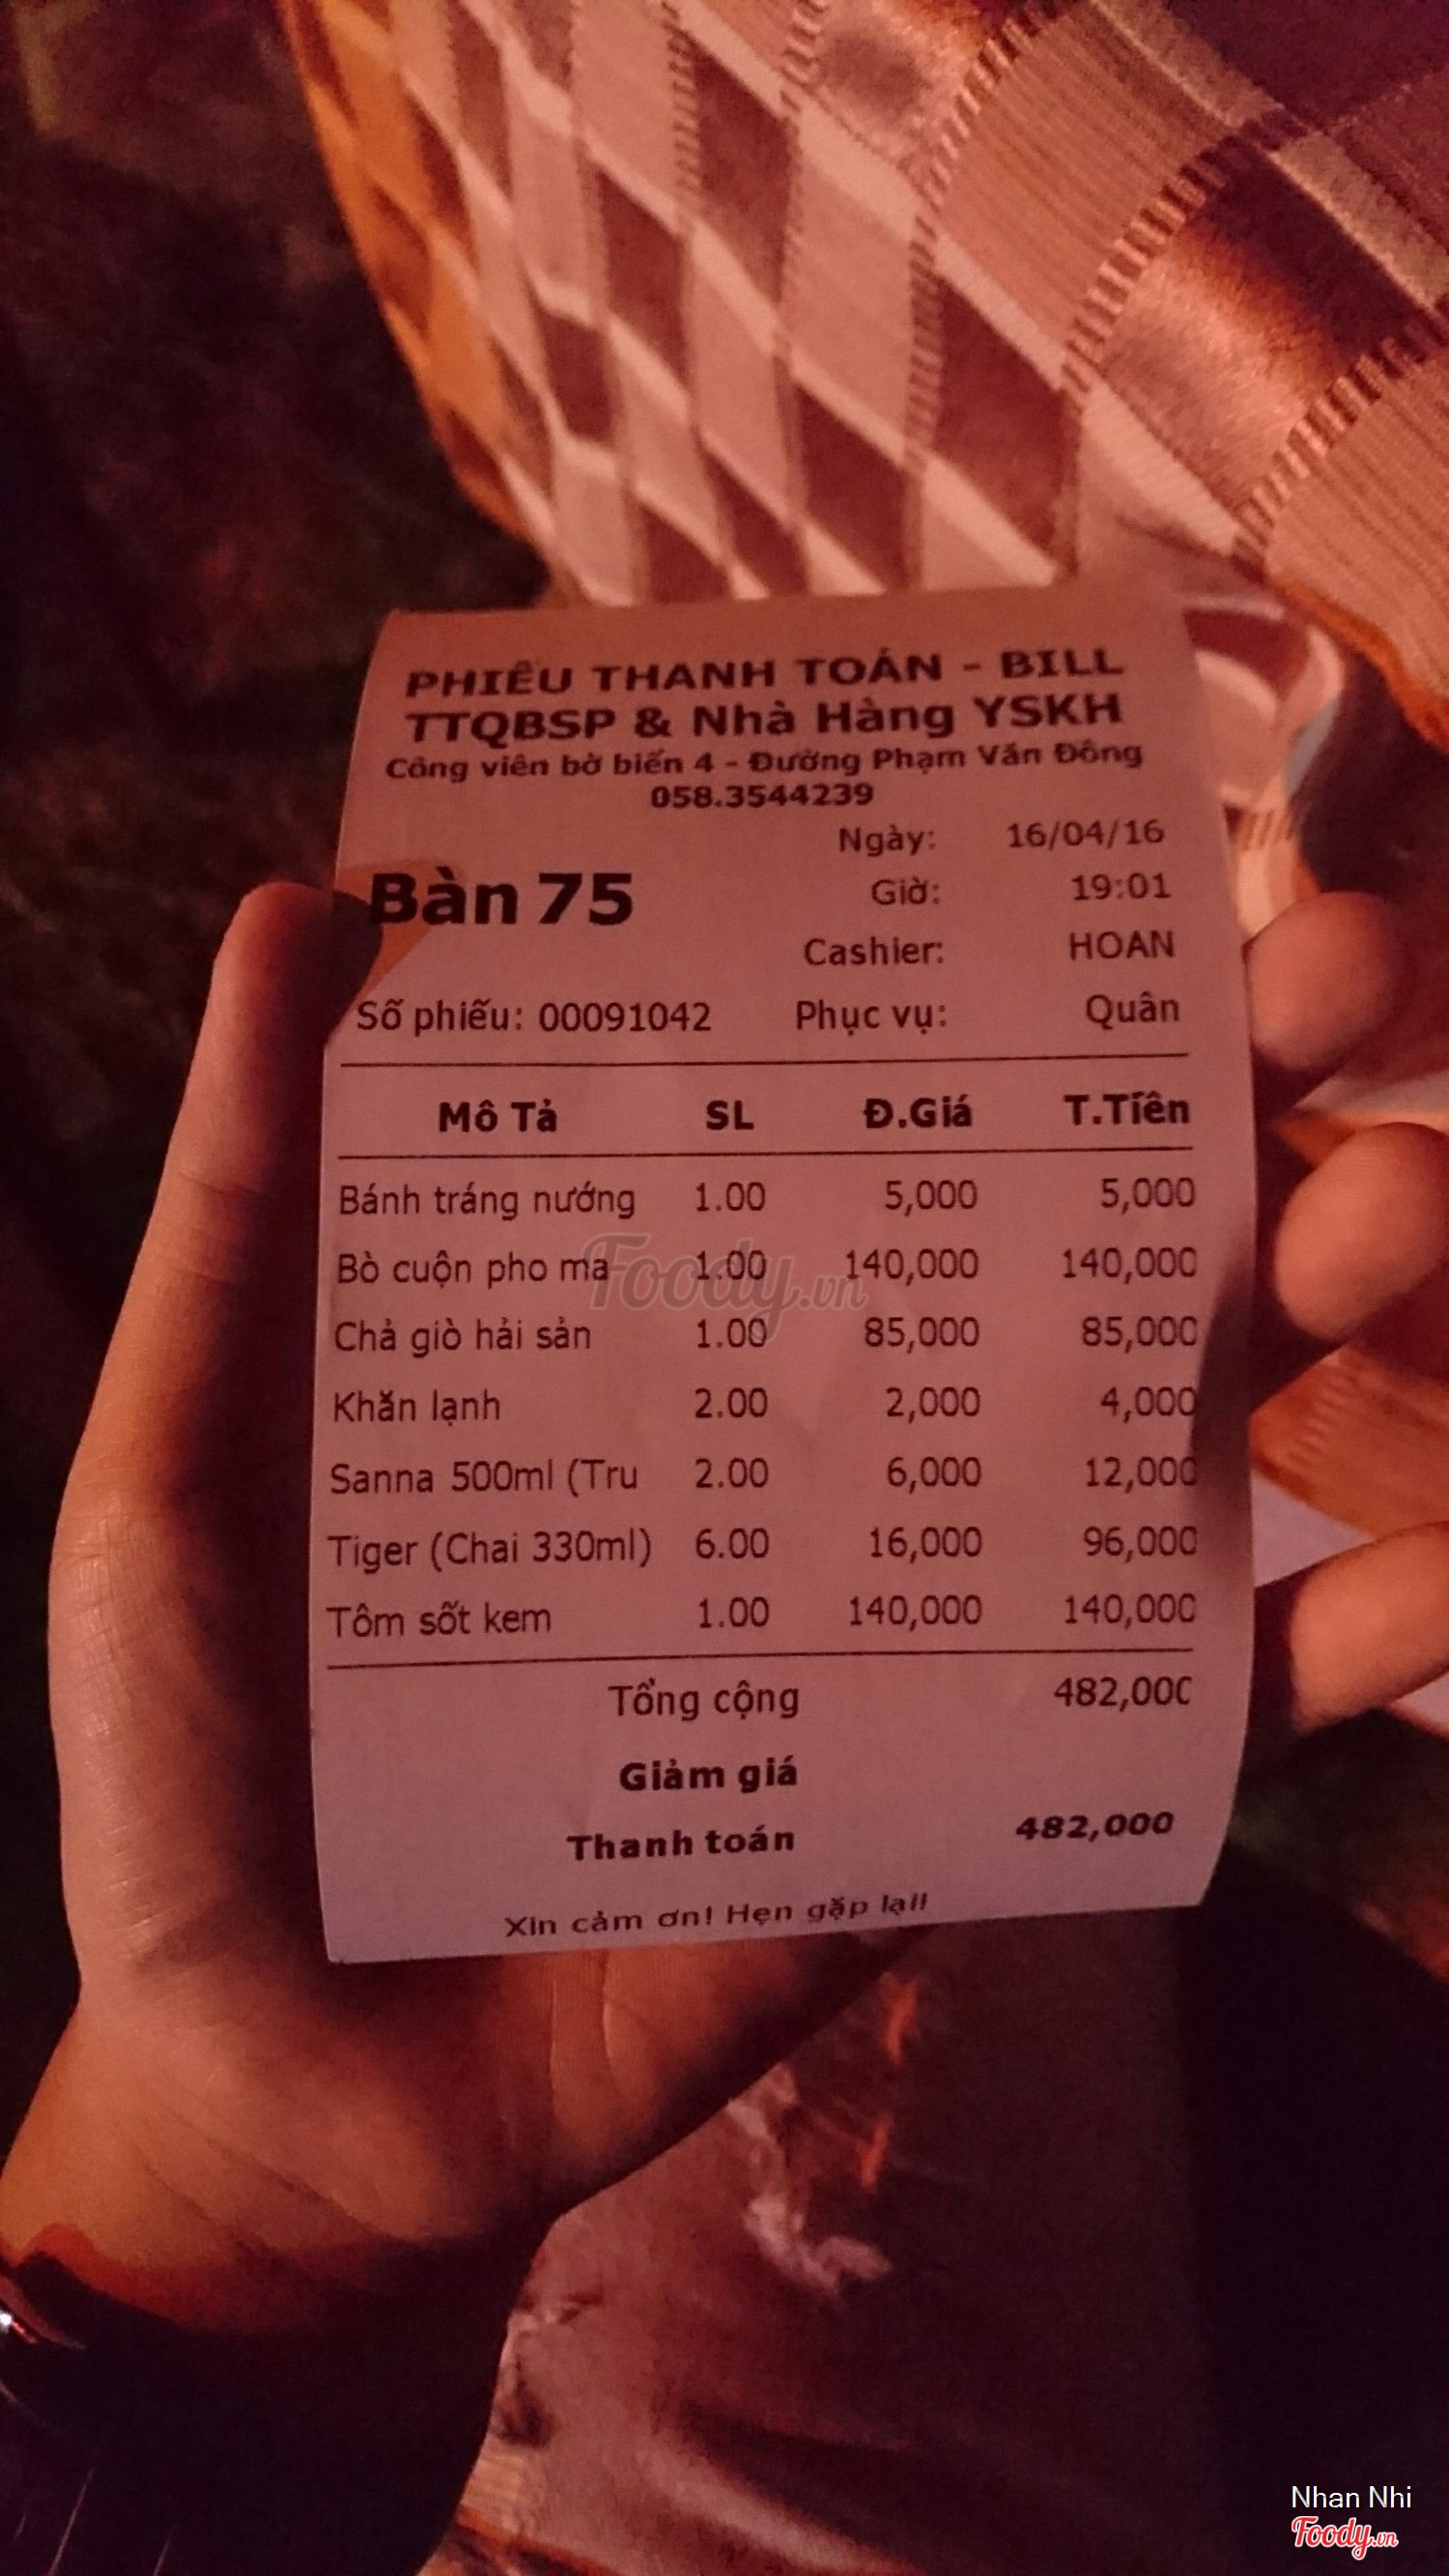 PHIẾU THANH TOÁN - BILL
TTQBSP & Nhà Hàng YSKH
Công viên bờ biển 4 - Đường Phạm Văn Đồng
058.3544239
Ngày: 16/04/16
Bàn 75
Giờ: 19:01
Cashier: HOAN
Số phiếu: 00091042 Phục vụ: Quân
Mô Tả SL Đ.Giá T.Tiền
Bánh tráng nướng 1.00 5,000 5,000
Bò cuộn pho ma 1.00 140,000 140,000
Foody.vn
Chả giò hải sản 1.00 85,000 85,000
Khăn lạnh 2.00 2,000 4,000
Sanna 500ml (Tru 2.00 6,000 12,000
Tiger (Chai 330ml) 6.00 16,000 96,000
Tôm sốt kem 1.00 140,000 140,000
Tổng cộng 482,000
Giảm giá
Thanh toán 482,000
Xin cảm ơn! Hẹn gặp lại!
Nhan Nhi
Foody.vn